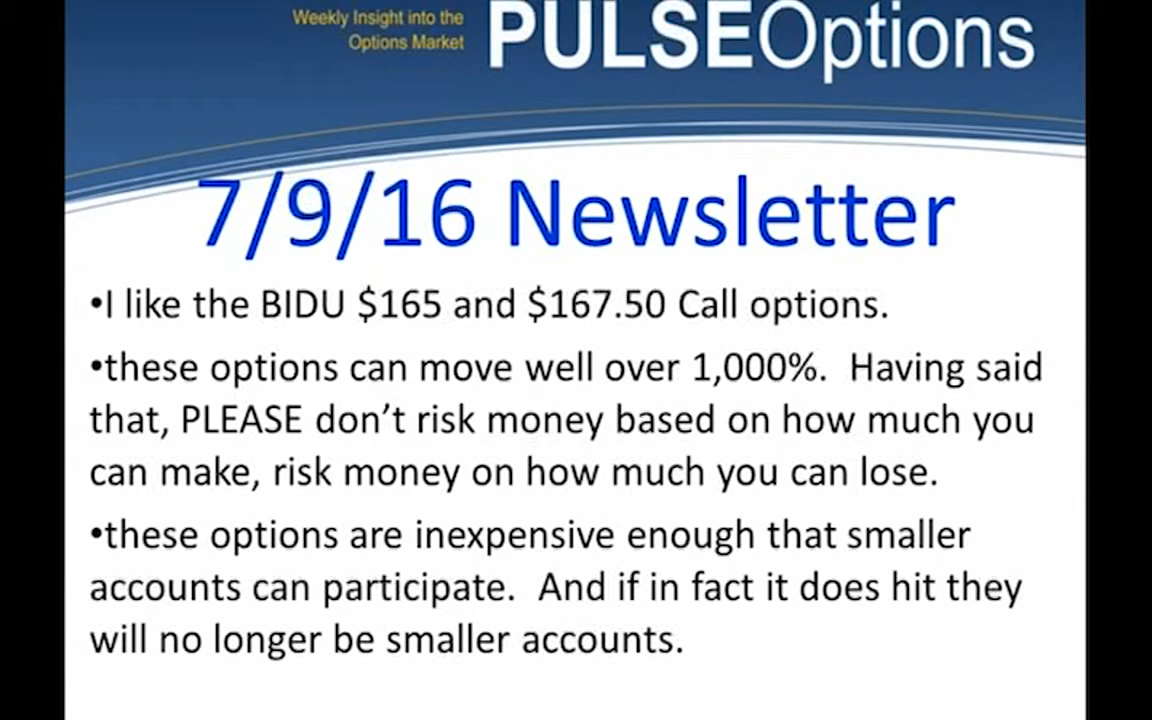 Weekly Insight into the
Options Market
PULSEOptions
7/9/16 Newsletter
•I like the BIDU $165 and $167.50 Call options.
•these options can move well over 1,000%.  Having said
that, PLEASE don’t risk money based on how much you
can make, risk money on how much you can lose.
•these options are inexpensive enough that smaller
accounts can participate.  And if in fact it does hit they
will no longer be smaller accounts.